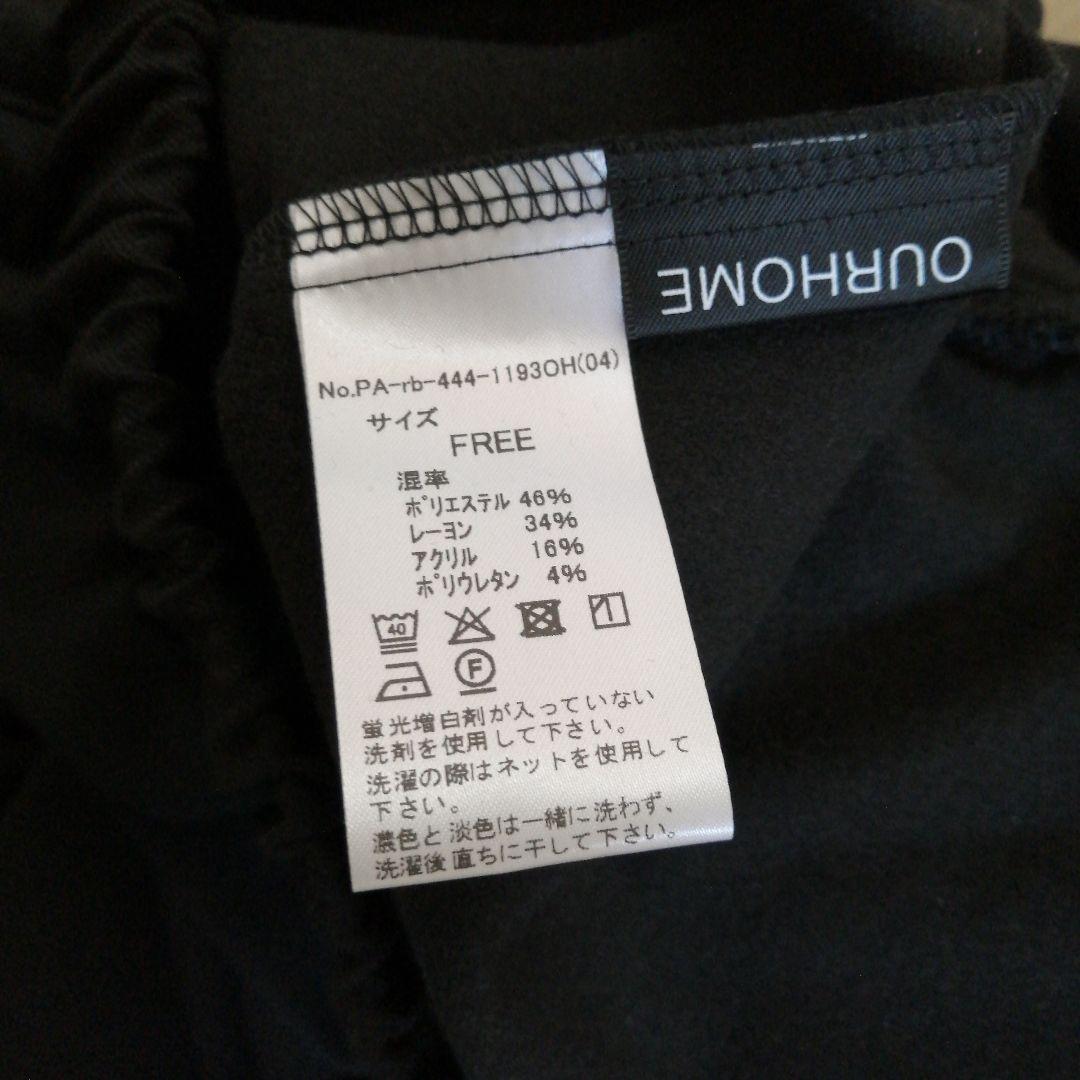 OURHOME
No.PA-rb-444-1193OH(04)
サイズ
FREE
混率
ポリエステル 46%
レーヨン 34%
アクリル 16%
ポリウレタン 4%
40
F
蛍光増白剤が入っていない
洗剤を使用して下さい。
洗濯の際はネットを使用して
下さい。
濃色と淡色は一緒に洗わず、
洗濯後直ちに干して下さい。